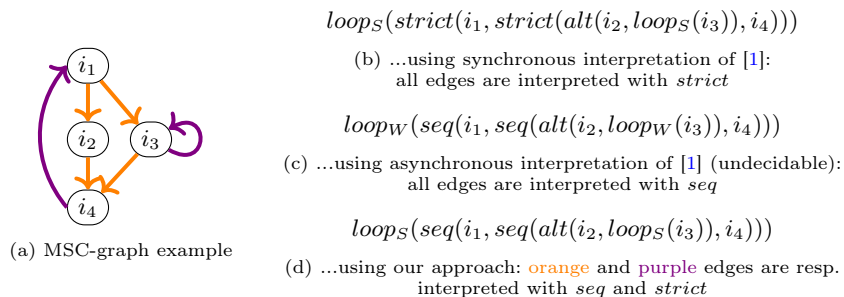 i1
i2
i3
i4
(a) MSC-graph example
loopS(strict(i1, strict(alt(i2, loopS(i3)), i4)))
(b) ...using synchronous interpretation of [1]:
all edges are interpreted with strict
loopW(seq(i1, seq(alt(i2, loopW(i3)), i4)))
(c) ...using asynchronous interpretation of [1] (undecidable):
all edges are interpreted with seq
loopS(seq(i1, seq(alt(i2, loopS(i3)), i4)))
(d) ...using our approach: orange and purple edges are resp.
interpreted with seq and strict